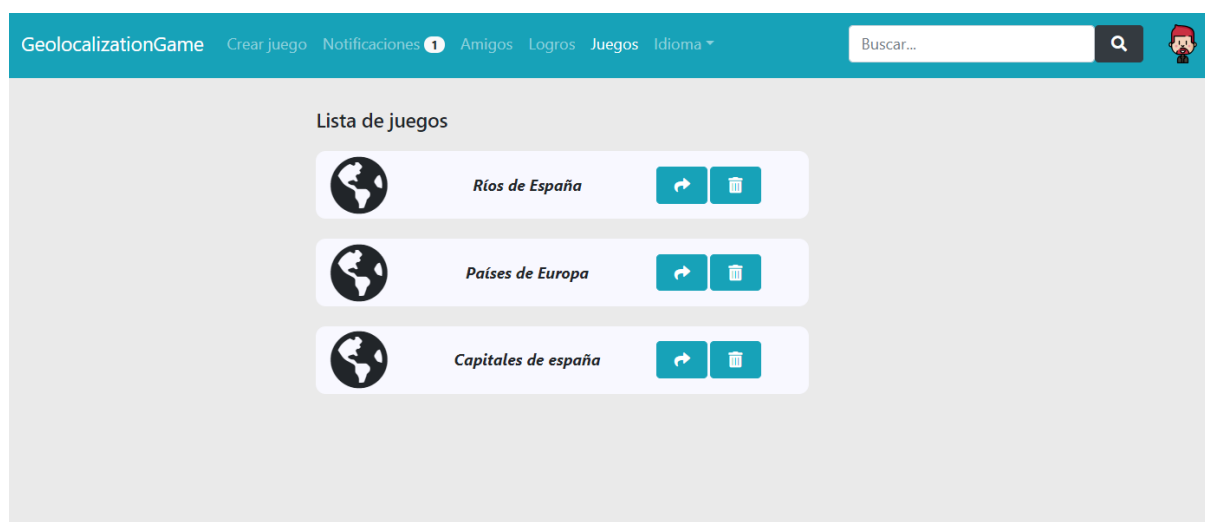 GeolocalizationGame Crear juego Notificaciones 1 Amigos Logros Juegos Idioma Buscar...
Lista de juegos
Ríos de España
Países de Europa
Capitales de españa